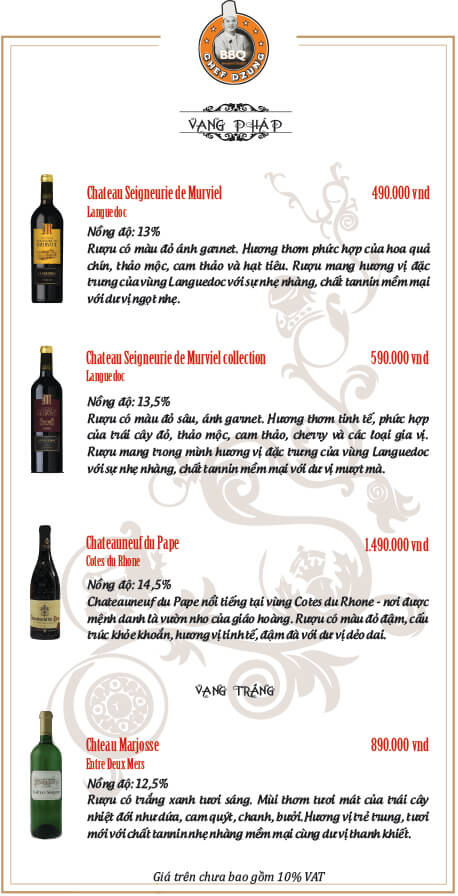 BBQ
CHEF DZUNG
VANG PHÁP
Chateau Seigneurie de Murviel 490.000 vnd
Languedoc
Nồng độ: 13%
Rượu có màu đỏ ánh garnet. Hương thơm phức hợp của hoa quả
chín, thảo mộc, cam thảo và hạt tiêu. Rượu mang hương vị đặc
trưng của vùng Languedoc với sự nhẹ nhàng, chất tannin mềm mại
với dư vị ngọt nhẹ.
Chateau Seigneurie de Murviel collection 590.000 vnd
Languedoc
Nồng độ: 13,5%
Rượu có màu đỏ sâu, ánh garnet. Hương thơm tinh tế, phức hợp
của trái cây đỏ, thảo mộc, cam thảo, cherry và các loại gia vị.
Rượu mang trong mình hương vị đặc trưng của vùng Languedoc
với sự nhẹ nhàng, chất tannin mềm mại với dư vị mượt mà.
Chateauneuf du Pape 1.490.000 vnd
Cotes du Rhone
Nồng độ: 14,5%
Chateauneuf du Pape nổi tiếng tại vùng Cotes du Rhone - nơi được
mệnh danh là vườn nho của giáo hoàng. Rượu có màu đỏ đậm, cấu
trúc khỏe khoắn, hương vị tinh tế, đậm đà với dư vị dẻo dai.
VANG TRẮNG
Chteau Marjosse 890.000 vnd
Entre Deux Mers
Nồng độ: 12,5%
Rượu có trắng xanh tươi sáng. Mùi thơm tươi mát của trái cây
nhiệt đới như dứa, cam quýt, chanh, bưởi. Hương vị trẻ trung, tươi
mới với chất tannin nhẹ nhàng mềm mại cùng dư vị thanh khiết.
Giá trên chưa bao gồm 10% VAT